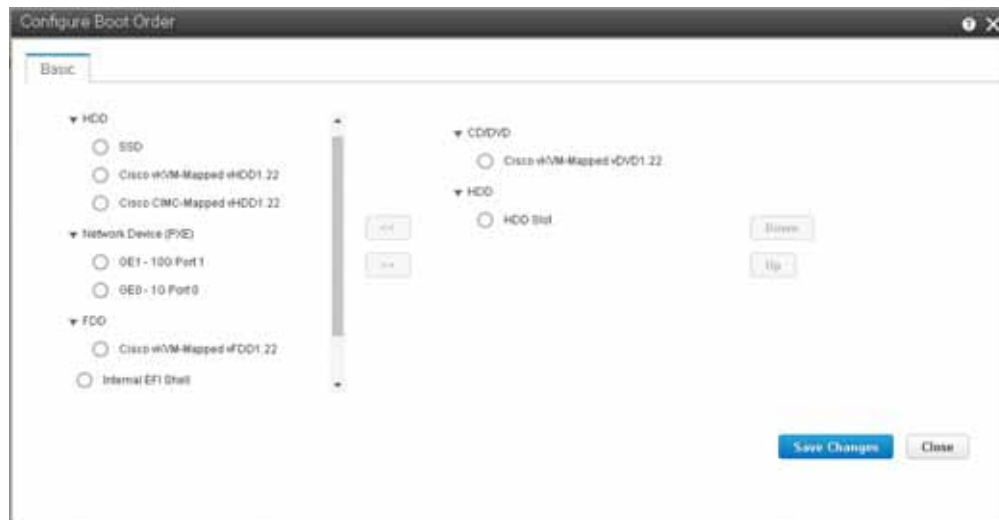 Configure Boot Order
Basic
HDD
SSD
Cisco vKVM-Mapped vHDD1.22
Cisco CIMC-Mapped vHDD1.22
Network Device (PXE)
GE1 - 10G Port 1
GE0 - 1G Port 0
FDD
Cisco vKVM-Mapped vFDD1.22
Internal EFI Shell
<<
>>
CD/DVD
Cisco vKVM-Mapped vDVD1.22
HDD
HDD Slot
Down
Up
Save Changes
Close